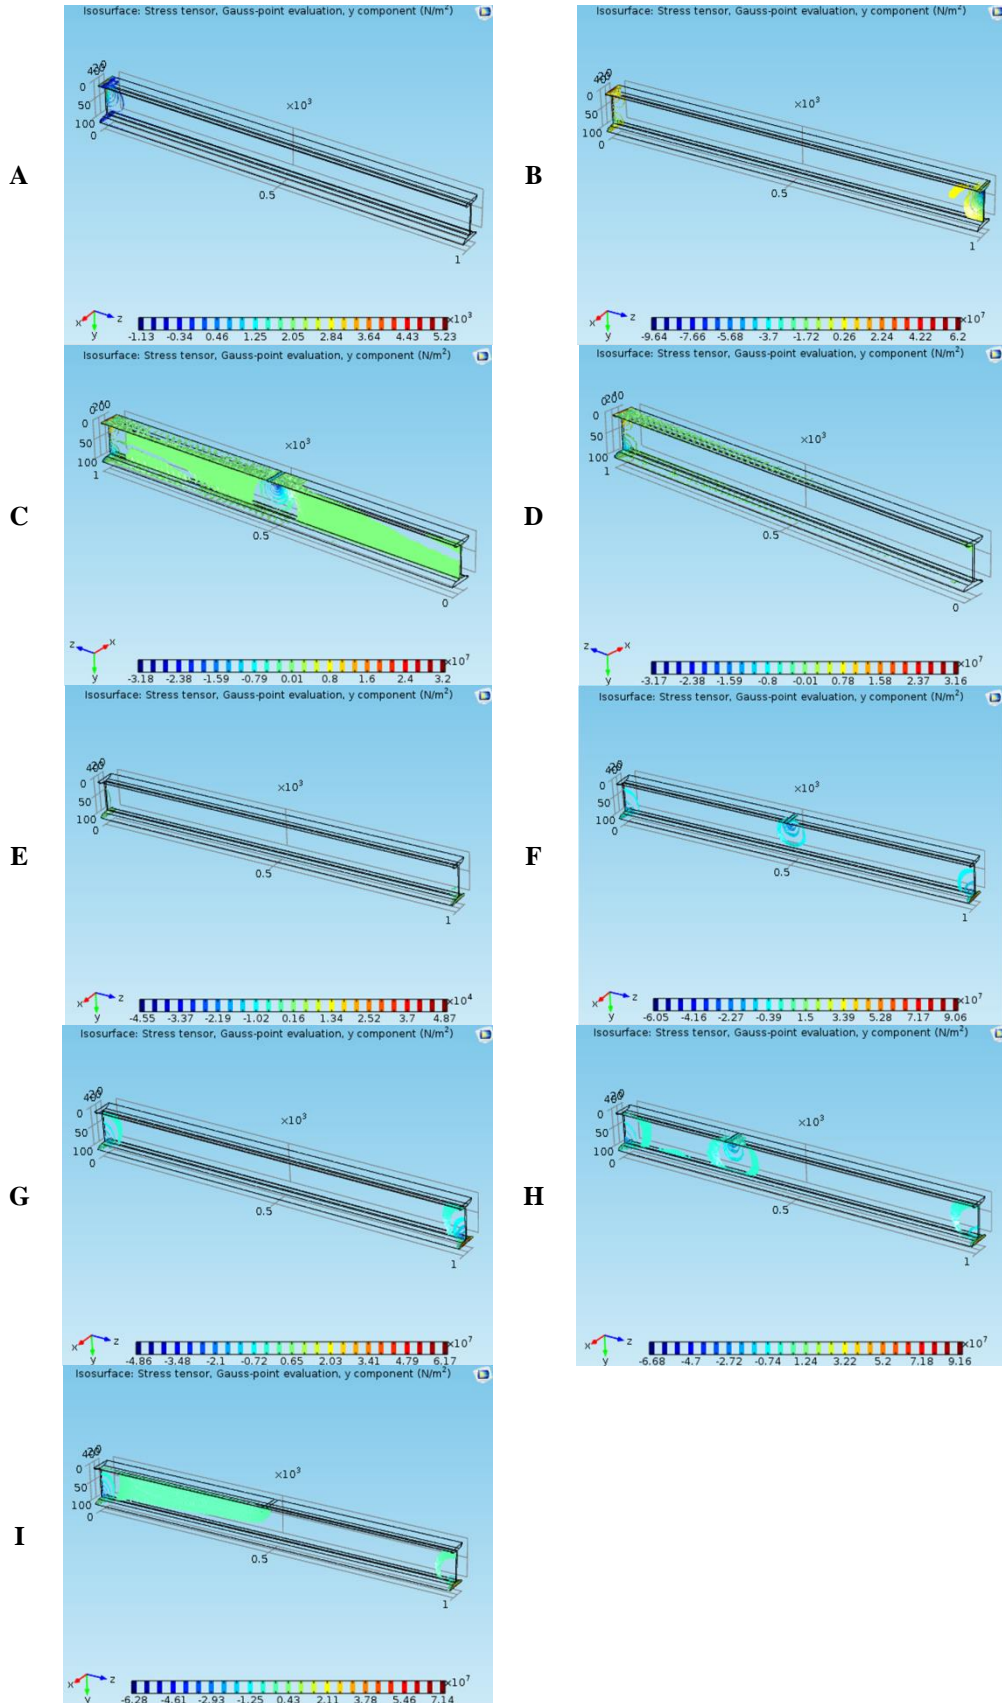 Isosurface: Stress tensor, Gauss-point evaluation, y component (N/m²)
0
50
100
0
×10³
0.5
1
A
x
y
z
×10³
-1.13 -0.34 0.46 1.25 2.05 2.84 3.64 4.43 5.23
Isosurface: Stress tensor, Gauss-point evaluation, y component (N/m²)
0
50
100
0
×10³
0.5
1
B
x
y
z
×10⁷
-9.64 -7.66 -5.68 -3.7 -1.72 0.26 2.24 4.22 6.2
Isosurface: Stress tensor, Gauss-point evaluation, y component (N/m²)
0
50
100
1
×10³
0.5
0
C
z
x
y
×10⁷
-3.18 -2.38 -1.59 -0.79 0.01 0.8 1.6 2.4 3.2
Isosurface: Stress tensor, Gauss-point evaluation, y component (N/m²)
0
50
100
1
×10³
0.5
0
D
z
x
y
×10⁷
-3.17 -2.38 -1.59 -0.8 -0.01 0.78 1.58 2.37 3.16
Isosurface: Stress tensor, Gauss-point evaluation, y component (N/m²)
0
50
100
0
×10³
0.5
1
E
x
y
z
×10⁴
-4.55 -3.37 -2.19 -1.02 0.16 1.34 2.52 3.7 4.87
Isosurface: Stress tensor, Gauss-point evaluation, y component (N/m²)
0
50
100
0
×10³
0.5
1
F
x
y
z
×10⁷
-6.05 -4.16 -2.27 -0.39 1.5 3.39 5.28 7.17 9.06
Isosurface: Stress tensor, Gauss-point evaluation, y component (N/m²)
0
50
100
0
×10³
0.5
1
G
x
y
z
×10⁷
-4.86 -3.48 -2.1 -0.72 0.65 2.03 3.41 4.79 6.17
Isosurface: Stress tensor, Gauss-point evaluation, y component (N/m²)
0
50
100
0
×10³
0.5
1
H
x
y
z
×10⁷
-6.68 -4.7 -2.72 -0.74 1.24 3.22 5.2 7.18 9.16
Isosurface: Stress tensor, Gauss-point evaluation, y component (N/m²)
0
50
100
0
×10³
0.5
1
I
x
y
z
×10⁷
-6.28 -4.61 -2.93 -1.25 0.43 2.11 3.78 5.46 7.14